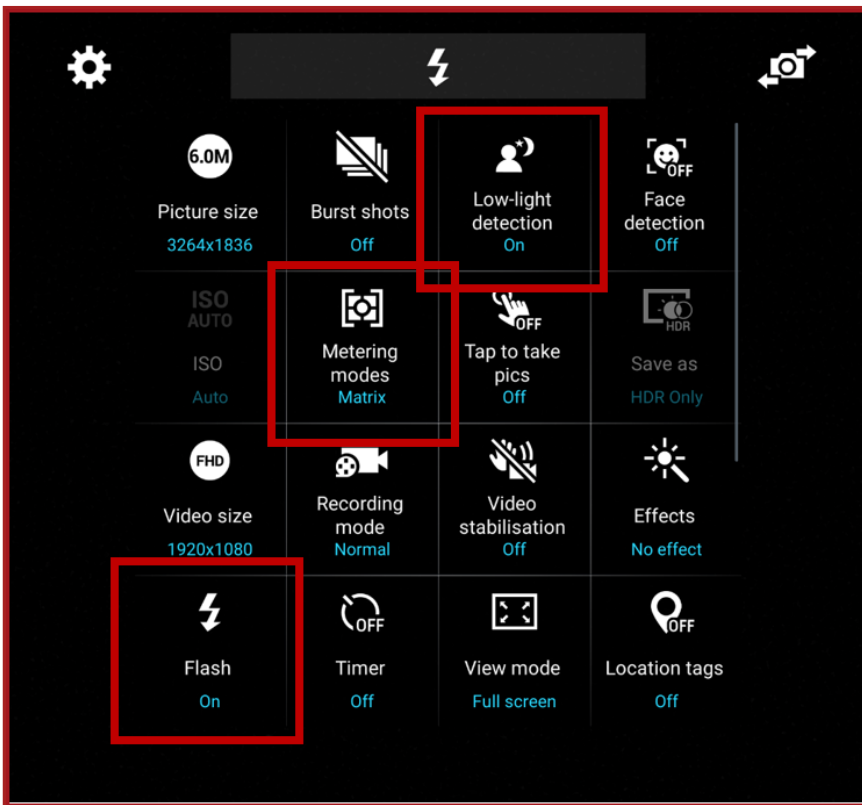 6.0M
Picture size
3264x1836
Burst shots
Off
Low-light
detection
On
OFF
Face
detection
Off
ISO
AUTO
ISO
Auto
Metering
modes
Matrix
OFF
Tap to take
pics
Off
HDR
Save as
HDR Only
FHD
Video size
1920x1080
Recording
mode
Normal
Video
stabilisation
Off
Effects
No effect
Flash
On
OFF
Timer
Off
View mode
Full screen
OFF
Location tags
Off